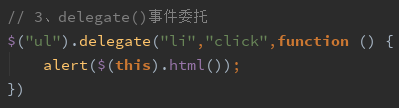 // 3、delegate()事件委托
$("ul").delegate("li","click",function () {
    alert($(this).html());
})